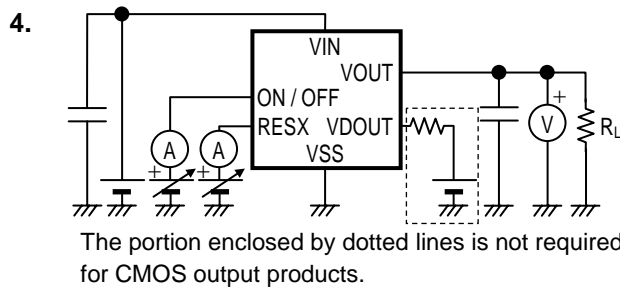 4.
VIN
VOUT
ON / OFF
RESX VDOUT
VSS
A A
+ +
+
V
RL
The portion enclosed by dotted lines is not required
for CMOS output products.